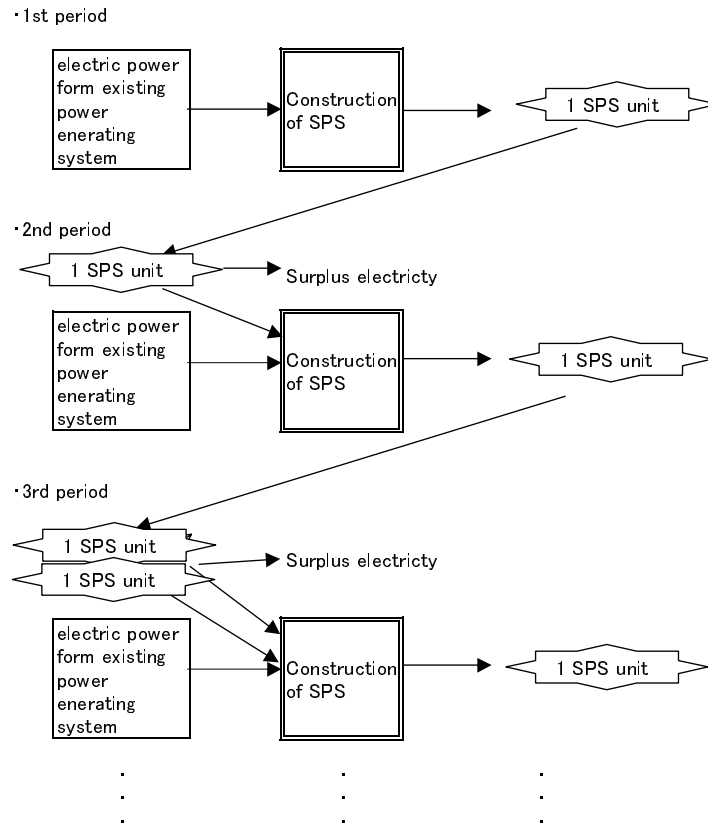 ・1st period
electric power
form existing
power
enerating
system
Construction
of SPS
1 SPS unit
・2nd period
1 SPS unit
Surplus electricty
electric power
form existing
power
enerating
system
Construction
of SPS
1 SPS unit
・3rd period
1 SPS unit
1 SPS unit
Surplus electricty
electric power
form existing
power
enerating
system
Construction
of SPS
1 SPS unit